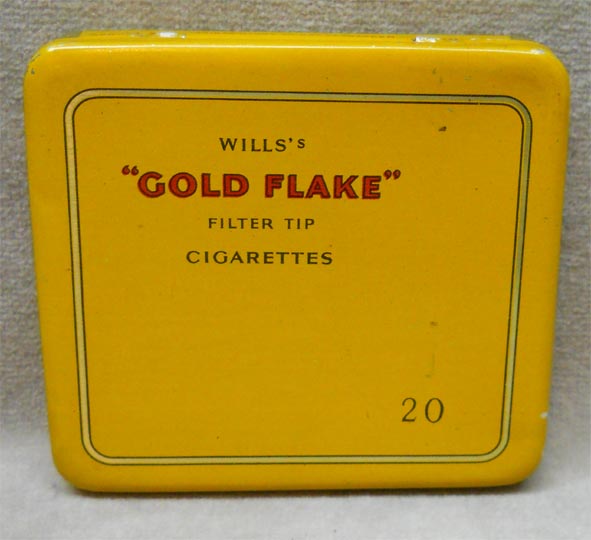 WILLS's
"GOLD FLAKE"
FILTER TIP
CIGARETTES
20